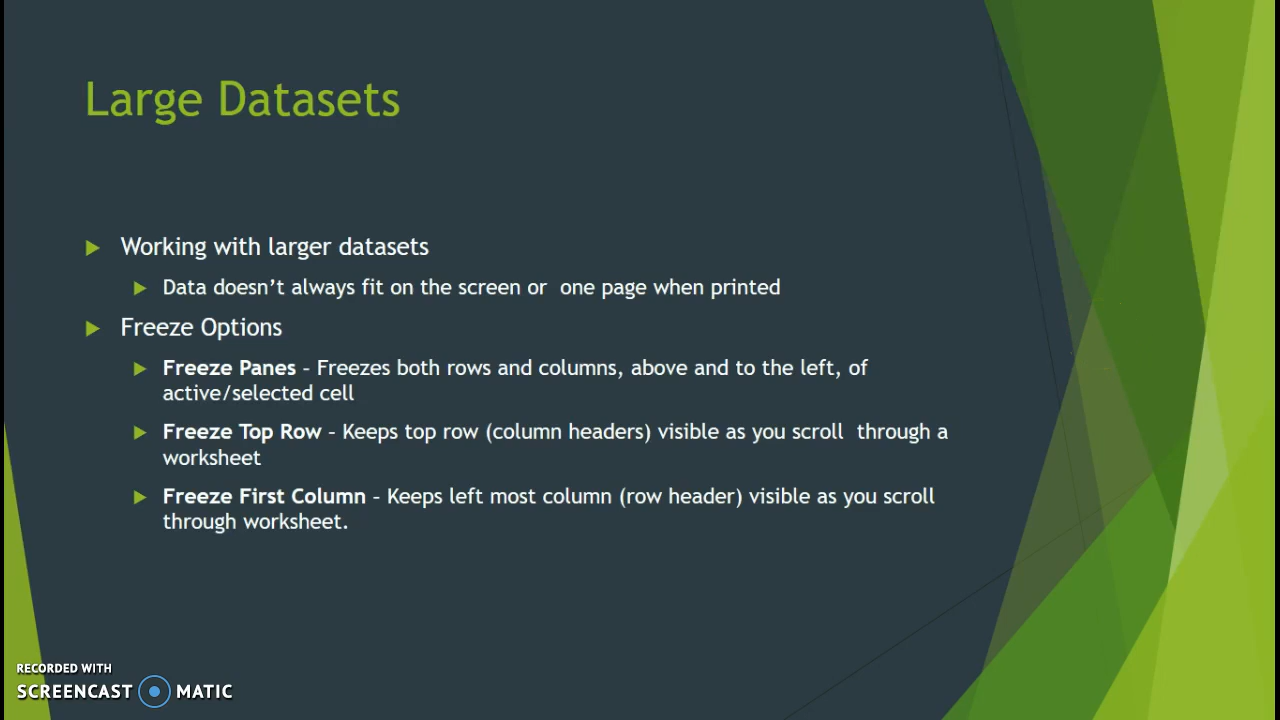 Large Datasets
Working with larger datasets
Data doesn’t always fit on the screen or  one page when printed
Freeze Options
Freeze Panes – Freezes both rows and columns, above and to the left, of
active/selected cell
Freeze Top Row – Keeps top row (column headers) visible as you scroll  through a
worksheet
Freeze First Column – Keeps left most column (row header) visible as you scroll
through worksheet.
RECORDED WITH
SCREENCAST MATIC